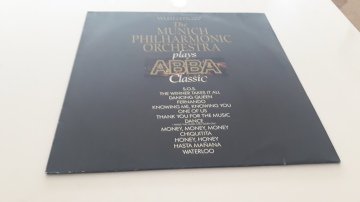 The
MUNICH
PHILHARMONIC
ORCHESTRA
plays
ABBA
Classic
S.O.S.
THE WINNER TAKES IT ALL
DANCING QUEEN
FERNANDO
KNOWING ME, KNOWING YOU
ONE OF US
THANK YOU FOR THE MUSIC
DANCE
MONEY, MONEY, MONEY
CHIQUITITA
HONEY, HONEY
HASTA MAÑANA
WATERLOO